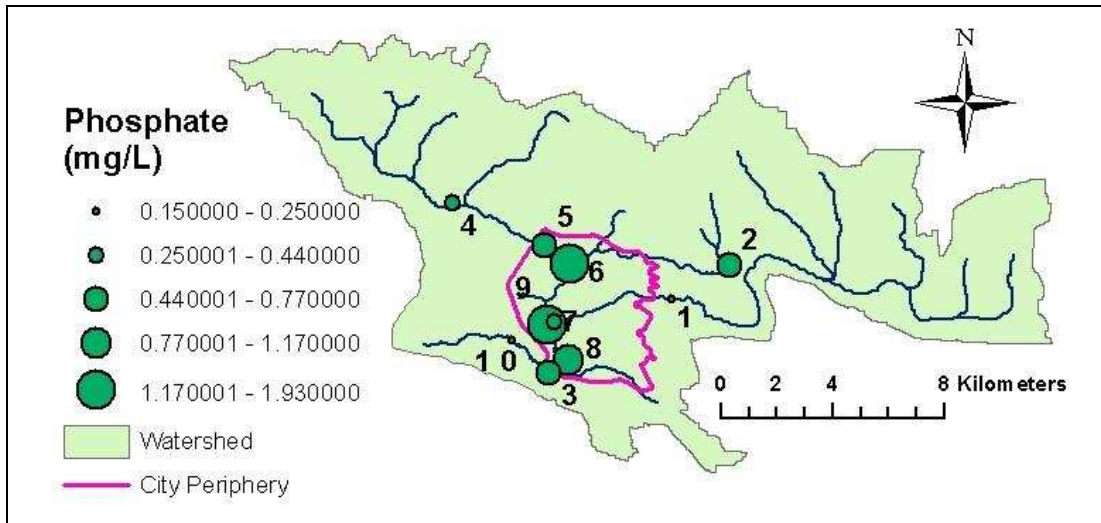 N
Phosphate
(mg/L)
0.150000 - 0.250000
0.250001 - 0.440000
0.440001 - 0.770000
0.770001 - 1.170000
1.170001 - 1.930000
Watershed
City Periphery
4
5
6
2
9
7
1
1 0
8
3
0 2 4 8 Kilometers